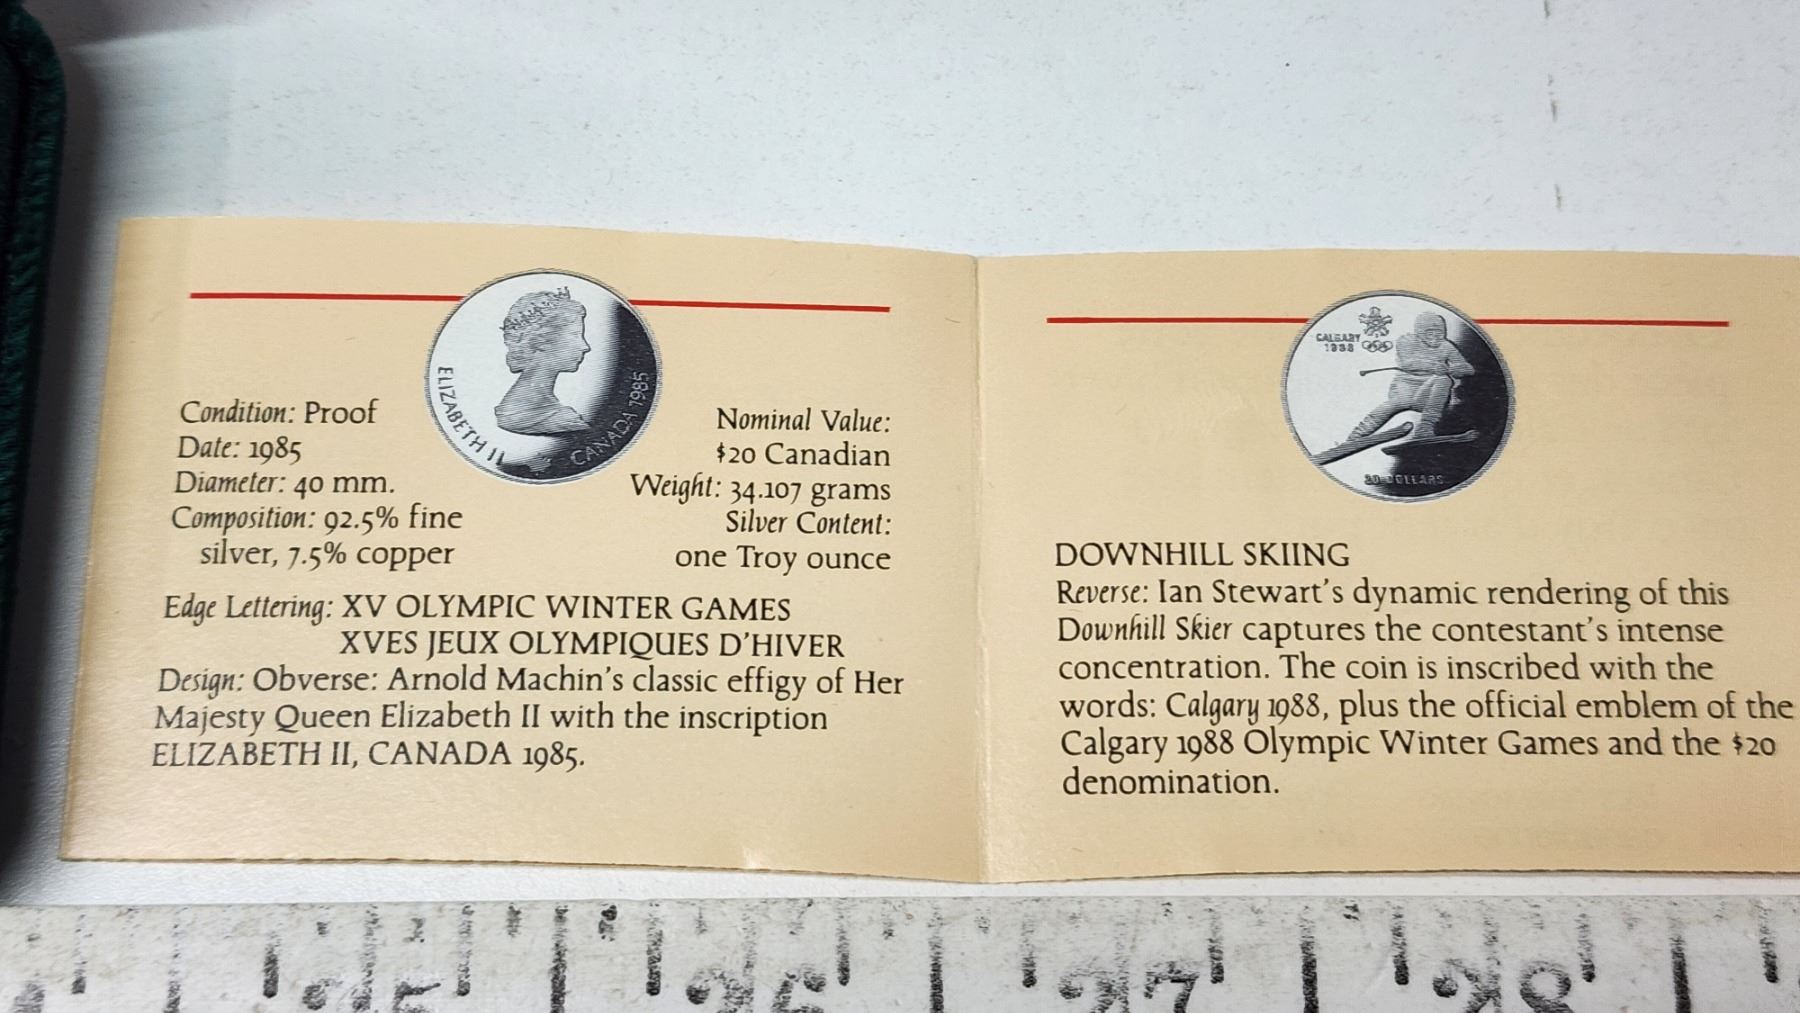 ELIZABETH II CANADA 1985
Condition: Proof
Date: 1985
Diameter: 40 mm.
Composition: 92.5% fine
silver, 7.5% copper
Nominal Value:
$20 Canadian
Weight: 34.107 grams
Silver Content:
one Troy ounce
Edge Lettering: XV OLYMPIC WINTER GAMES
XVES JEUX OLYMPIQUES D'HIVER
Design: Obverse: Arnold Machin's classic effigy of Her
Majesty Queen Elizabeth II with the inscription
ELIZABETH II, CANADA 1985.
CALGARY
1988
20 DOLLARS
DOWNHILL SKIING
Reverse: Ian Stewart's dynamic rendering of this
Downhill Skier captures the contestant's intense
concentration. The coin is inscribed with the
words: Calgary 1988, plus the official emblem of the
Calgary 1988 Olympic Winter Games and the $20
denomination.
25 26 27 28